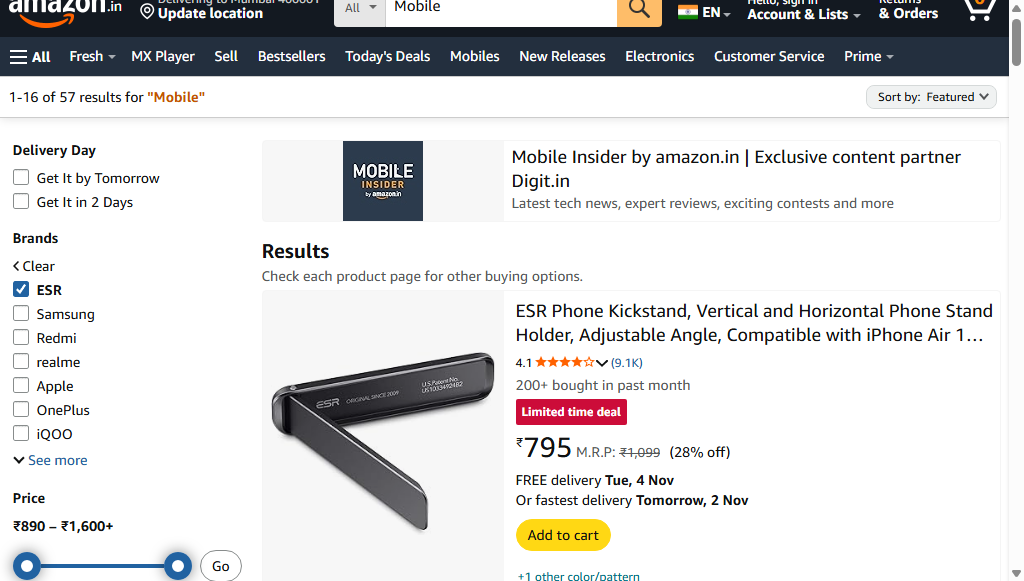 amazon.in
Delivering to Mumbai 400001
Update location
All
Mobile
EN
Hello, sign in
Account & Lists
Returns
& Orders
0
All
Fresh
MX Player
Sell
Bestsellers
Today's Deals
Mobiles
New Releases
Electronics
Customer Service
Prime
1-16 of 57 results for "Mobile"
Sort by: Featured
Delivery Day
Get It by Tomorrow
Get It in 2 Days
Brands
Clear
ESR
Samsung
Redmi
realme
Apple
OnePlus
iQOO
See more
Price
₹890 – ₹1,600+
Go
MOBILE
INSIDER
by amazon.in
Mobile Insider by amazon.in | Exclusive content partner
Digit.in
Latest tech news, expert reviews, exciting contests and more
Results
Check each product page for other buying options.
ESR ORIGINAL SINCE 2009
U.S.Patent No.
US10334924B2
ESR Phone Kickstand, Vertical and Horizontal Phone Stand
Holder, Adjustable Angle, Compatible with iPhone Air 1…
4.1 (9.1K)
200+ bought in past month
Limited time deal
₹795 M.R.P: ₹1,099 (28% off)
FREE delivery Tue, 4 Nov
Or fastest delivery Tomorrow, 2 Nov
Add to cart
+1 other color/pattern